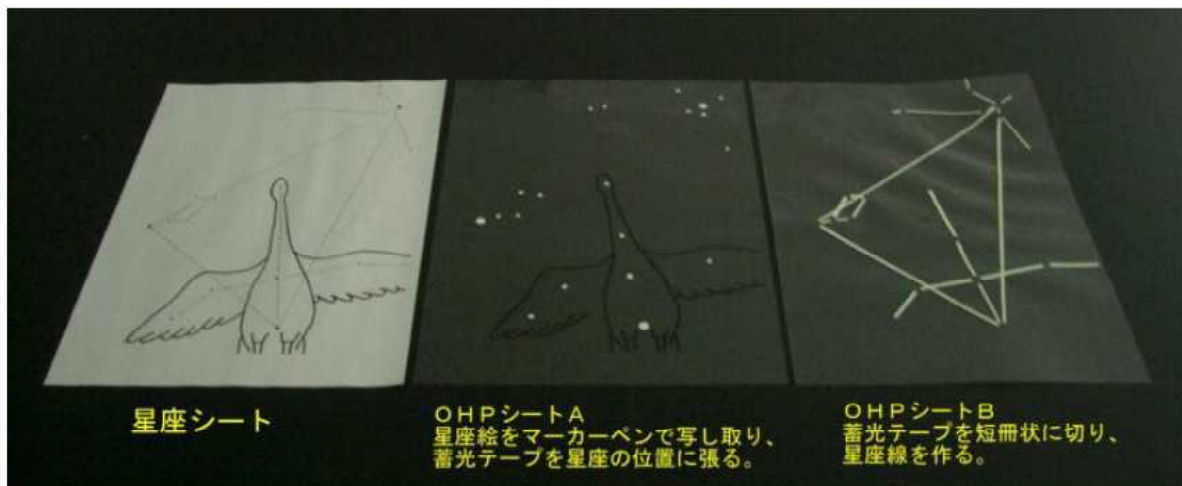 星座シート
OHPシートA
星座絵をマーカーペンで写し取り、
蓄光テープを星座の位置に張る。
OHPシートB
蓄光テープを短冊状に切り、
星座線を作る。